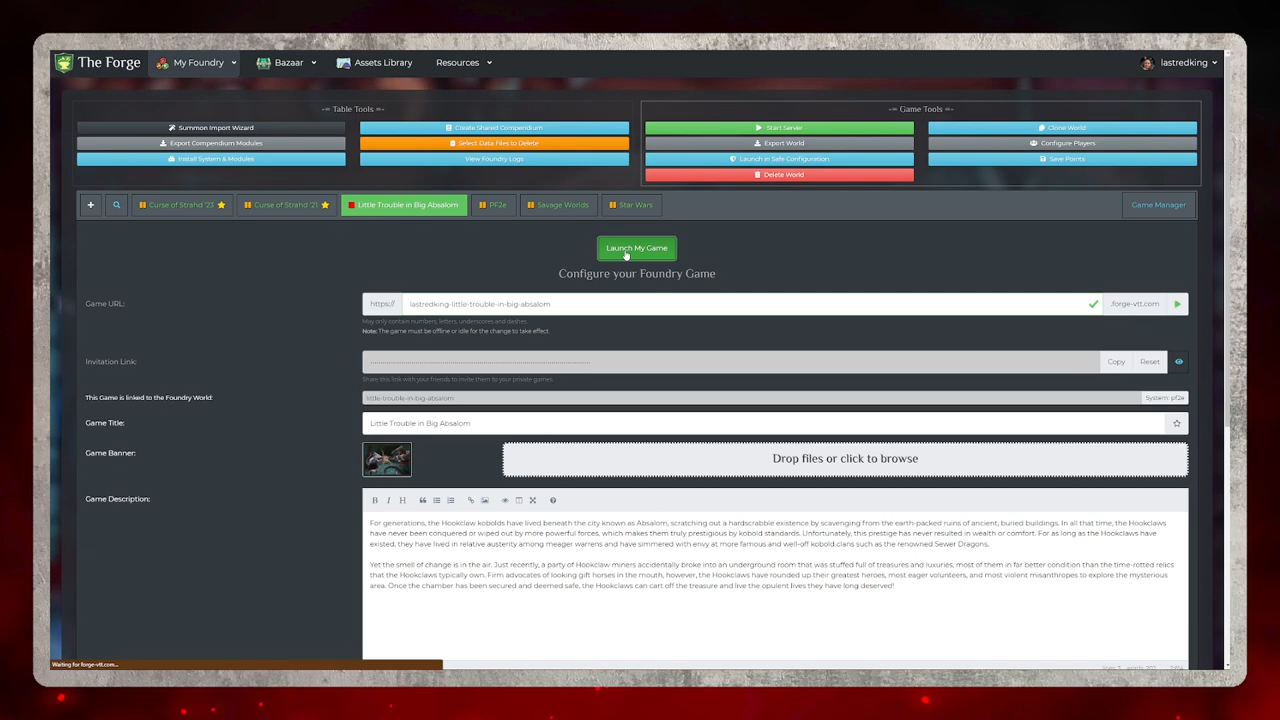 The Forge
My Foundry
Bazaar
Assets Library
Resources
lastredking
-= Table Tools =-
-= Game Tools =-
Summon Import Wizard
Create Shared Compendium
Start Server
Clone World
Export Compendium Modules
Select Data Files to Delete
Export World
Configure Players
Install System & Modules
View Foundry Logs
Launch in Safe Configuration
Save Points
Delete World
Curse of Strahd '23
Curse of Strahd '21
Little Trouble in Big Absalom
PF2e
Savage Worlds
Star Wars
Game Manager
Launch My Game
Configure your Foundry Game
Game URL:
https://
lastredking-little-trouble-in-big-absalom
.forge-vtt.com
May only contain numbers, letters, underscores and dashes.
Note: The game must be offline or idle for the change to take effect.
Invitation Link:
Copy
Reset
Share this link with your friends to invite them to your private games.
This Game is linked to the Foundry World:
little-trouble-in-big-absalom
System: pf2e
Game Title:
Little Trouble in Big Absalom
Game Banner:
Drop files or click to browse
Game Description:
B I H
For generations, the Hookclaw kobolds have lived beneath the city known as Absalom, scratching out a hardscrabble existence by scavenging from the earth-packed ruins of ancient, buried buildings. In all that time, the Hookclaws
have never been conquered or wiped out by more powerful forces, which makes them truly prestigious by kobold standards. Unfortunately, this prestige has never resulted in wealth or comfort. For as long as the Hookclaws have
existed, they have lived in relative austerity among meager warrens and have simmered with envy at more famous and well-off kobold clans such as the renowned Sewer Dragons.
Yet the smell of change is in the air. Just recently, a party of Hookclaw miners accidentally broke into an underground room that was stuffed full of treasures and luxuries, most of them in far better condition than the time-rotted relics
that the Hookclaws typically own. Firm advocates of looking gift horses in the mouth, however, the Hookclaws have rounded up their greatest heroes, most eager volunteers, and most violent misanthropes to explore the mysterious
area. Once the chamber has been secured and deemed safe, the Hookclaws can cart off the treasure and live the opulent lives they have long deserved!
Waiting for forge-vtt.com...